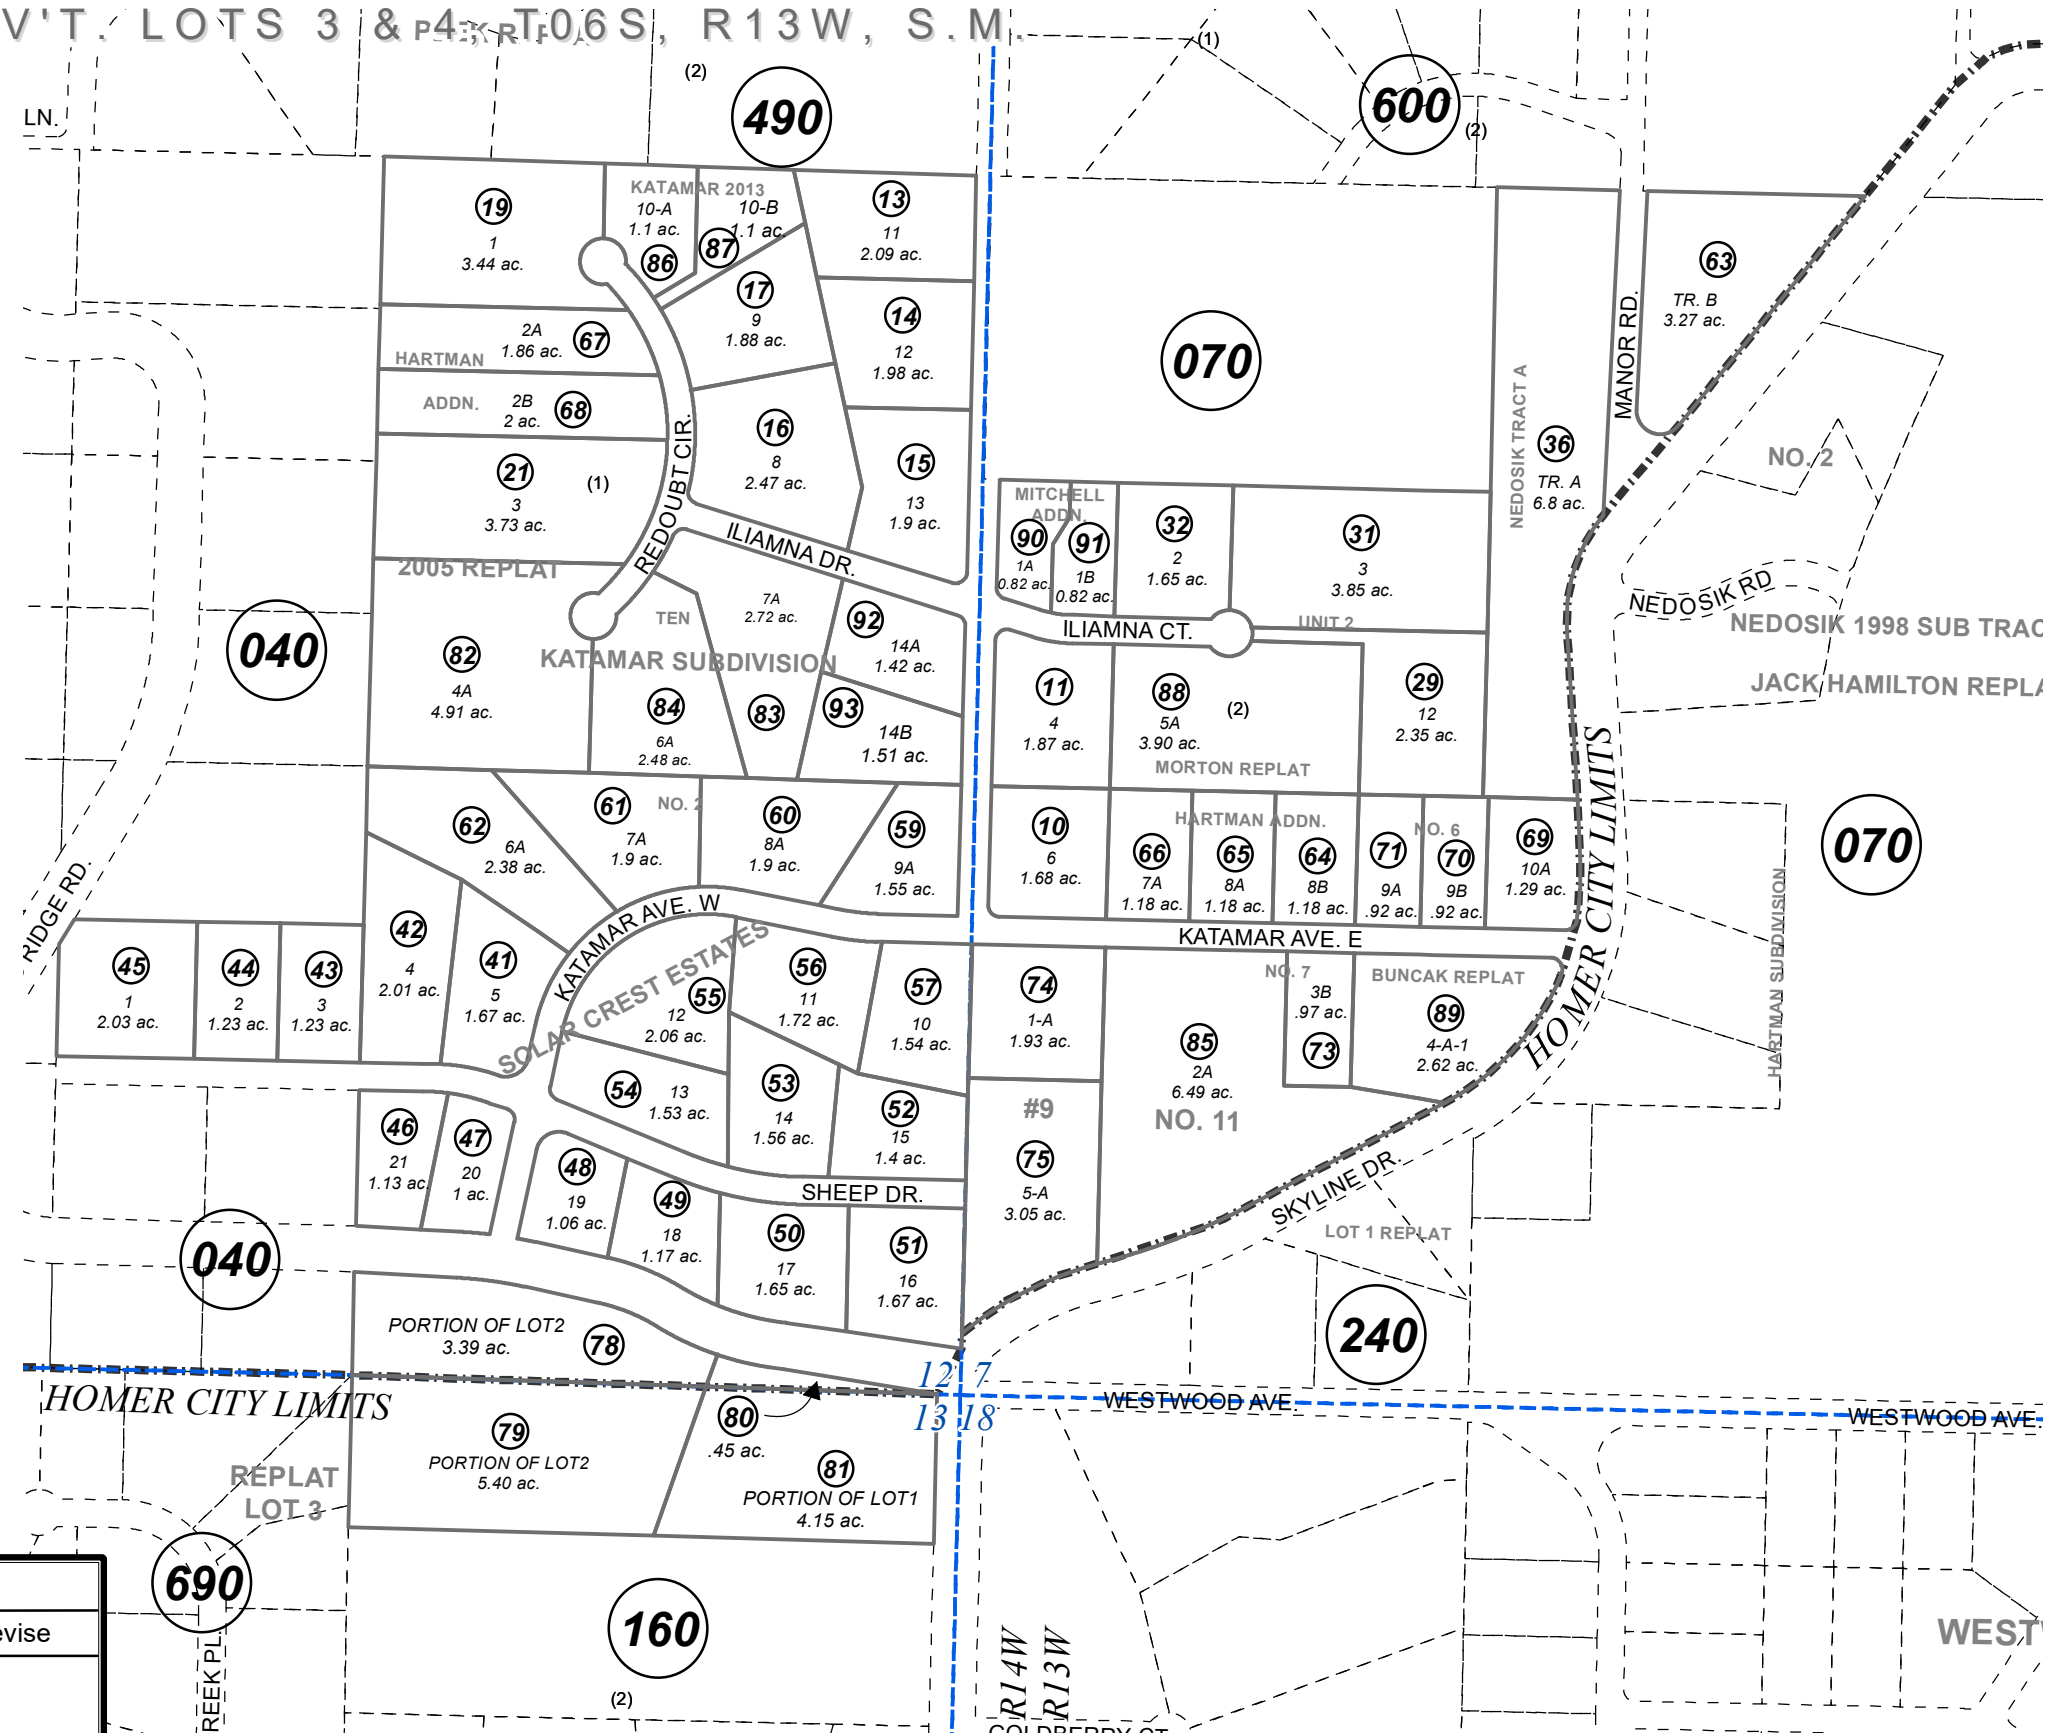 V'T. LOTS 3 & 4, T06S, R13W, S.M.
(2)
(1)
490
600
(2)
LN.
KATAMAR 2013
19
1
3.44 ac.
10-A
1.1 ac.
86
10-B
1.1 ac.
87
13
11
2.09 ac.
63
TR. B
3.27 ac.
MANOR RD.
17
9
1.88 ac.
14
12
1.98 ac.
070
2A
1.86 ac.
67
HARTMAN
ADDN.
2B
2 ac.
68
NEDOSIK TRACT A
36
TR. A
6.8 ac.
NO. 2
REDOUBT CIR.
16
8
2.47 ac.
15
13
1.9 ac.
21
3
3.73 ac.
(1)
MITCHELL
ADDN.
90
1A
0.82 ac.
91
1B
0.82 ac.
32
2
1.65 ac.
31
3
3.85 ac.
ILIAMNA DR.
2005 REPLAT
NEDOSIK RD
NEDOSIK 1998 SUB TRAC
JACK HAMILTON REPLA
TEN
7A
2.72 ac.
92
14A
1.42 ac.
UNIT 2
ILIAMNA CT.
040
82
4A
4.91 ac.
KATAMAR SUBDIVISION
84
6A
2.48 ac.
83
93
14B
1.51 ac.
11
4
1.87 ac.
88
5A
3.90 ac.
(2)
MORTON REPLAT
29
12
2.35 ac.
HOMER CITY LIMITS
62
6A
2.38 ac.
61
7A
1.9 ac.
NO. 2
60
8A
1.9 ac.
59
9A
1.55 ac.
10
6
1.68 ac.
HARTMAN ADDN.
NO. 6
66
7A
1.18 ac.
65
8A
1.18 ac.
64
8B
1.18 ac.
71
9A
.92 ac.
70
9B
.92 ac.
69
10A
1.29 ac.
070
HARTMAN SUBDIVISION
RIDGE RD.
KATAMAR AVE. W
KATAMAR AVE. E
45
1
2.03 ac.
44
2
1.23 ac.
43
3
1.23 ac.
42
4
2.01 ac.
41
5
1.67 ac.
SOLAR CREST ESTATES
55
12
2.06 ac.
56
11
1.72 ac.
57
10
1.54 ac.
74
1-A
1.93 ac.
NO. 7
3B
.97 ac.
73
BUNCAK REPLAT
89
4-A-1
2.62 ac.
HOMER CITY LIMITS
85
2A
6.49 ac.
NO. 11
54
13
1.53 ac.
53
14
1.56 ac.
52
15
1.4 ac.
#9
75
5-A
3.05 ac.
46
21
1.13 ac.
47
20
1 ac.
48
19
1.06 ac.
49
18
1.17 ac.
SHEEP DR.
SKYLINE DR.
LOT 1 REPLAT
50
17
1.65 ac.
51
16
1.67 ac.
040
240
PORTION OF LOT2
3.39 ac.
78
12 7
13 18
HOMER CITY LIMITS
WESTWOOD AVE.
WESTWOOD AVE.
79
PORTION OF LOT2
5.40 ac.
80
.45 ac.
81
PORTION OF LOT1
4.15 ac.
REPLAT
LOT 3
690
160
(2)
evise
REEK PL.
R14W
R13W
WEST
GOLDBERRY CT.